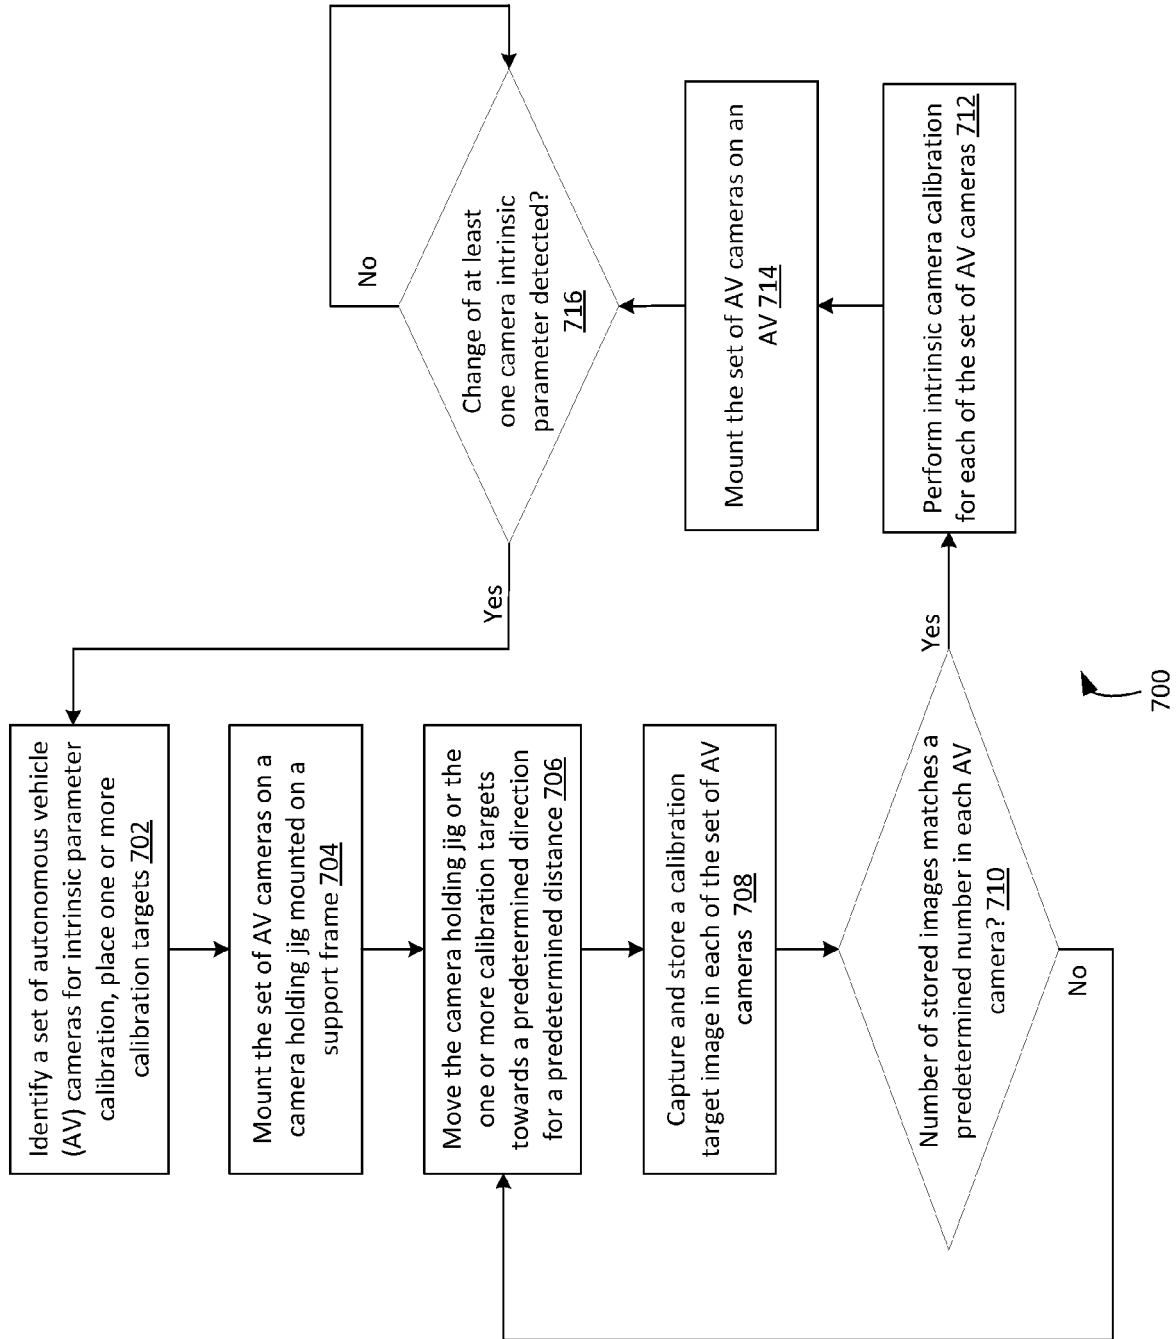 Identify a set of autonomous vehicle
(AV) cameras for intrinsic parameter
calibration, place one or more
calibration targets 702
Mount the set of AV cameras on a
camera holding jig mounted on a
support frame 704
Move the camera holding jig or the
one or more calibration targets
towards a predetermined direction
for a predetermined distance 706
Capture and store a calibration
target image in each of the set of AV
cameras 708
Number of stored images matches a
predetermined number in each AV
camera? 710
No
Yes
Perform intrinsic camera calibration
for each of the set of AV cameras 712
Mount the set of AV cameras on an
AV 714
Change of at least
one camera intrinsic
parameter detected?
716
No
Yes
700